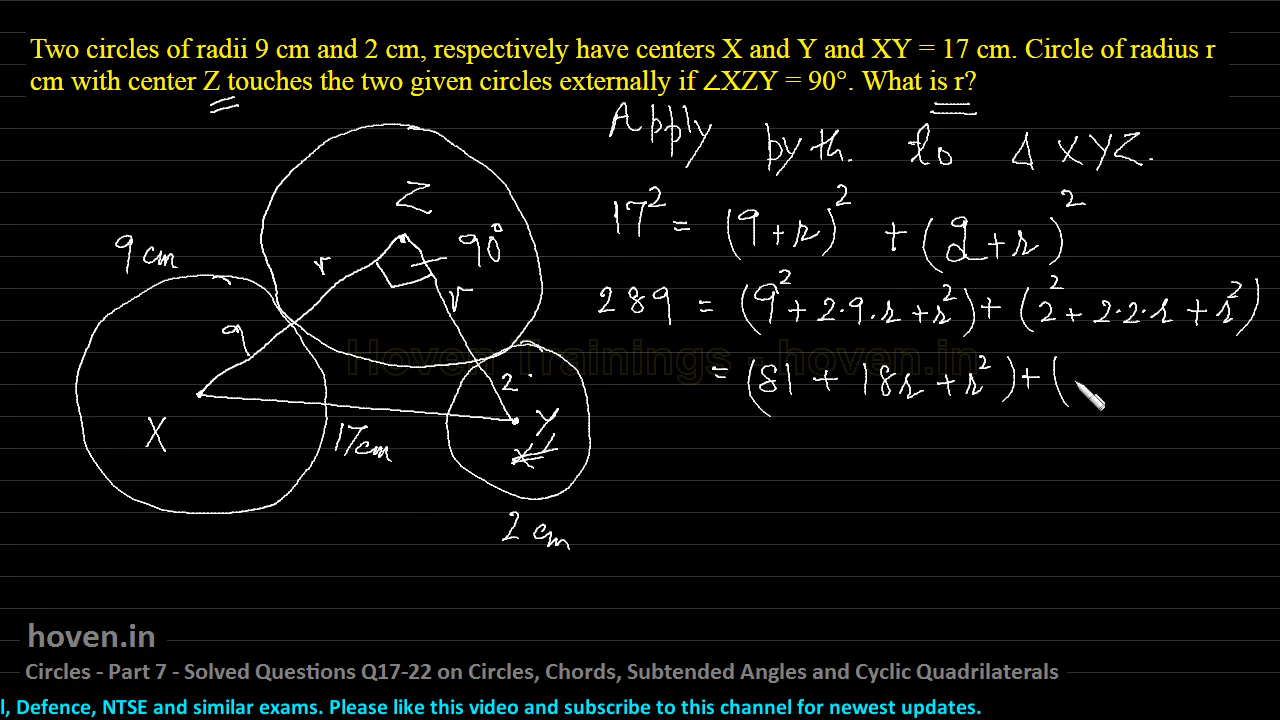 Two circles of radii 9 cm and 2 cm, respectively have centers X and Y and XY = 17 cm. Circle of radius r
cm with center Z touches the two given circles externally if ∠XZY = 90°. What is r?
Apply pyth. to Δ XYZ.
17² = (9 + r)² + (2 + r)²
289 = (9² + 2·9·r + r²) + (2² + 2·2·r + r²)
= (81 + 18r + r²) + (
Z
90°
9 cm
r
r
9
2
X
17 cm
Y
2 cm
Hoven Trainings - hoven.in
hoven.in
Circles - Part 7 - Solved Questions Q17-22 on Circles, Chords, Subtended Angles and Cyclic Quadrilaterals
l, Defence, NTSE and similar exams. Please like this video and subscribe to this channel for newest updates.